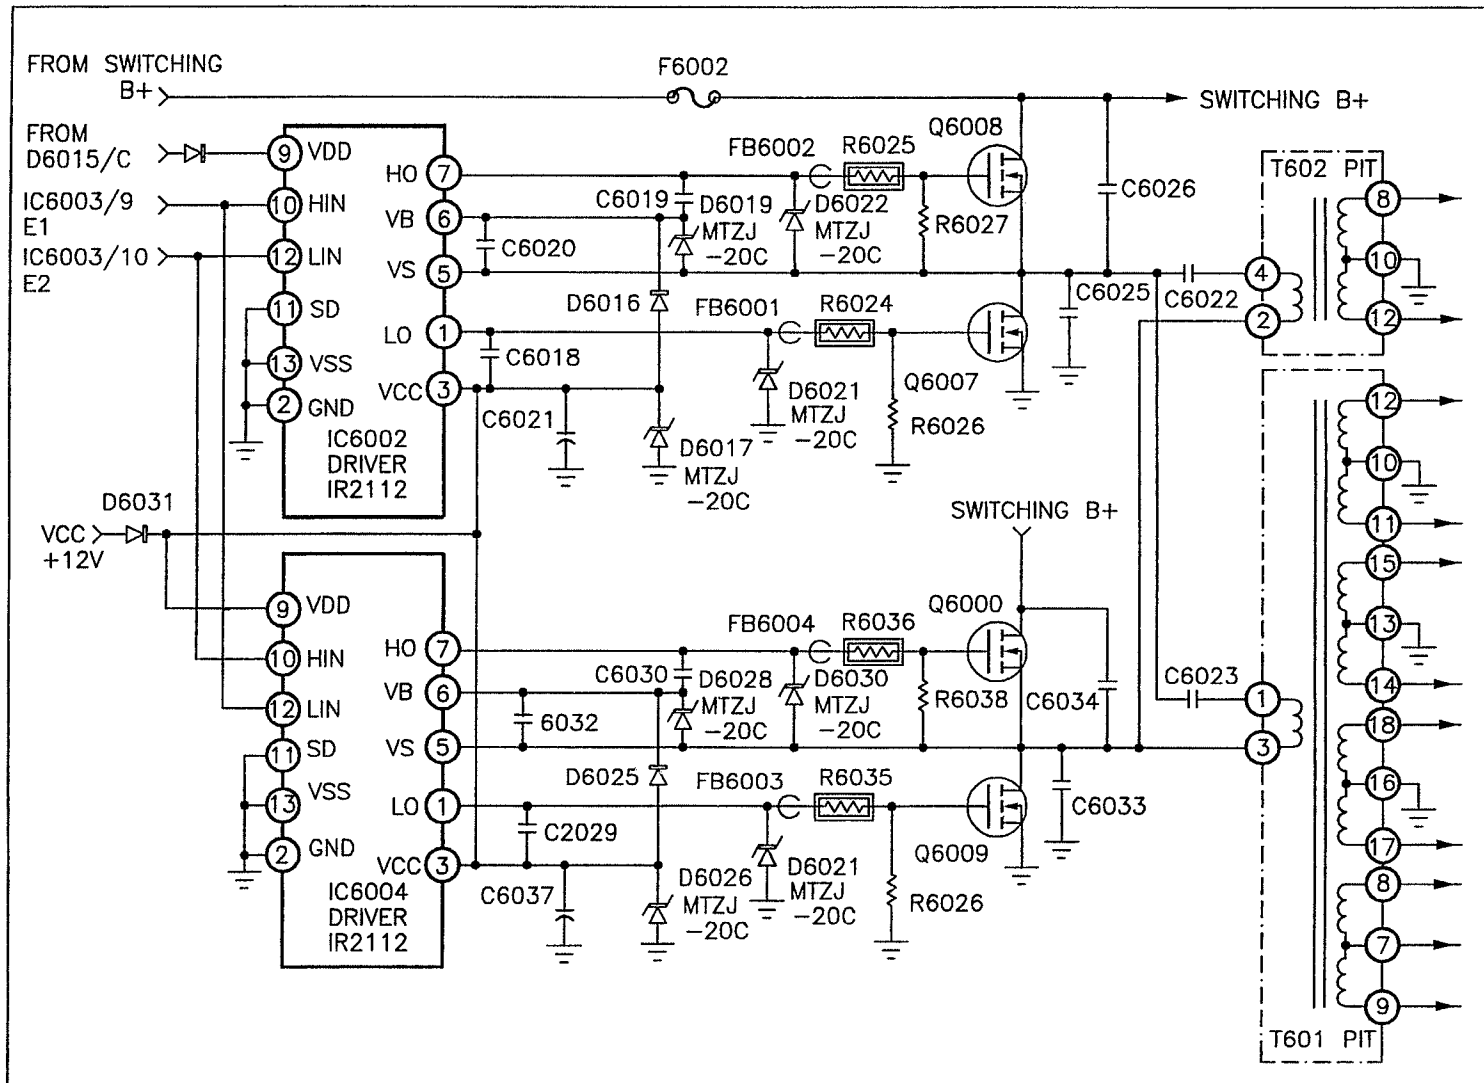 FROM SWITCHING
B+
F6002
SWITCHING B+
FROM
D6015/C
IC6003/9
E1
IC6003/10
E2
9 VDD
10 HIN
12 LIN
11 SD
13 VSS
2 GND
HO 7
VB 6
VS 5
LO 1
VCC 3
IC6002
DRIVER
IR2112
C6019
C6020
D6019
MTZJ
-20C
D6016
C6018
C6021
D6017
MTZJ
-20C
FB6002
R6025
D6022
MTZJ
-20C
R6027
Q6008
C6026
FB6001
R6024
D6021
MTZJ
-20C
R6026
Q6007
C6025
C6022
T602 PIT
4
2
8
10
12
D6031
VCC
+12V
9 VDD
10 HIN
12 LIN
11 SD
13 VSS
2 GND
HO 7
VB 6
VS 5
LO 1
VCC 3
IC6004
DRIVER
IR2112
C6030
6032
D6028
MTZJ
-20C
D6025
C2029
C6037
D6026
MTZJ
-20C
SWITCHING B+
FB6004
R6036
D6030
MTZJ
-20C
R6038
Q6000
C6034
FB6003
R6035
D6021
MTZJ
-20C
R6026
Q6009
C6033
C6023
1
3
12
10
11
15
13
14
18
16
17
8
7
9
T601 PIT